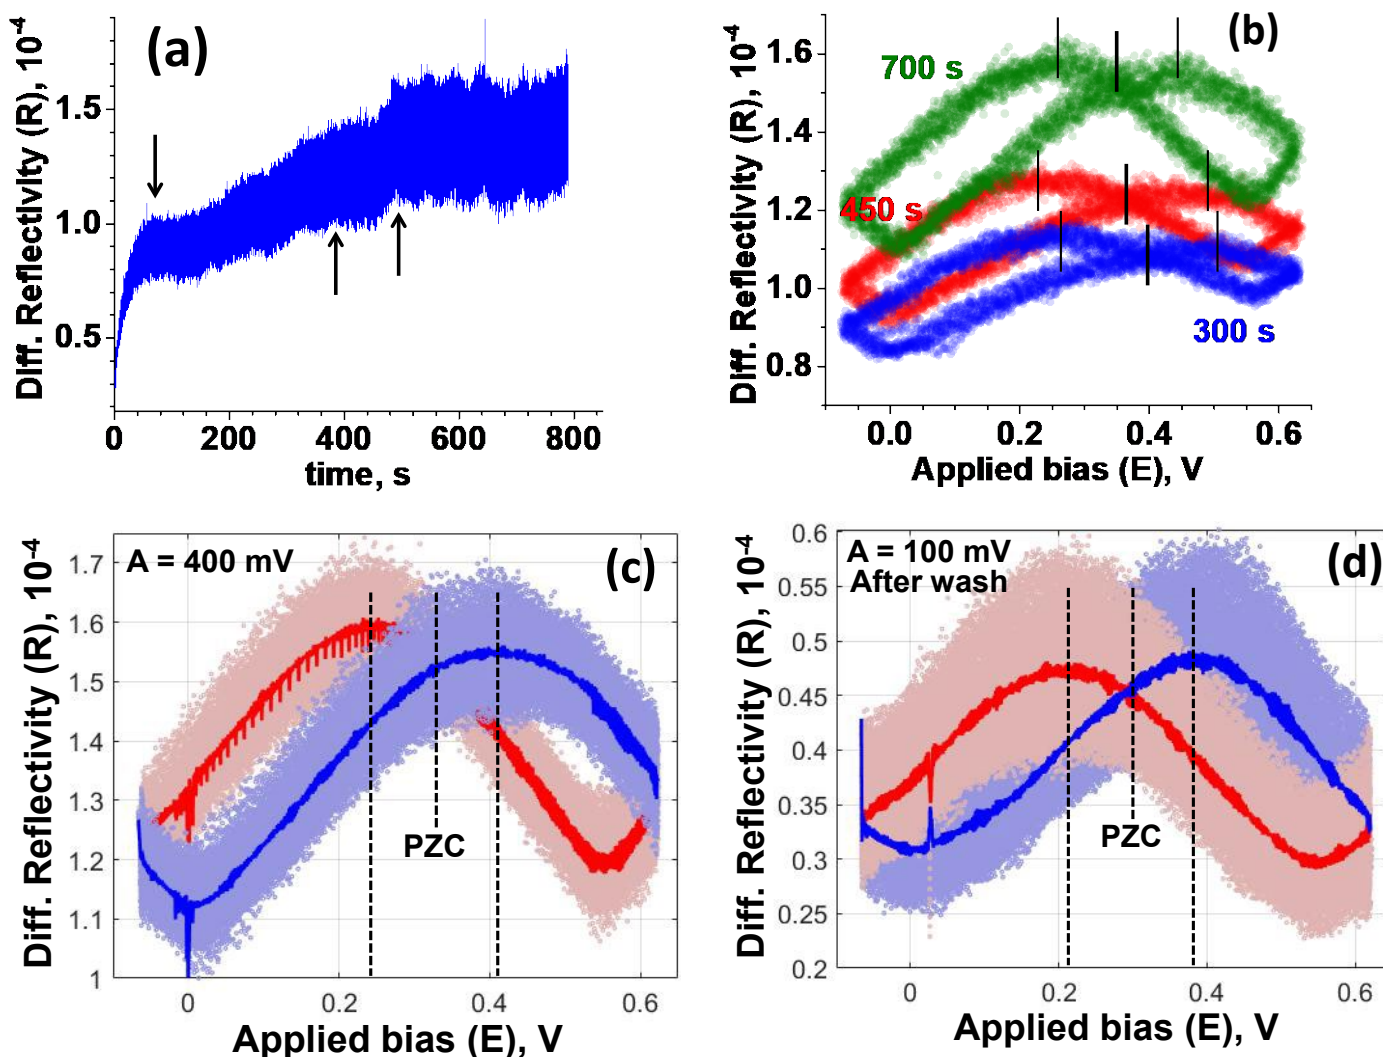 (a)
Diff. Reflectivity (R), 10⁻⁴
1.5
1.0
0.5
0
200
400
600
800
time, s
(b)
Diff. Reflectivity (R), 10⁻⁴
1.6
1.4
1.2
1.0
0.8
700 s
450 s
300 s
0.0
0.2
0.4
0.6
Applied bias (E), V
A = 400 mV
(c)
Diff. Reflectivity (R), 10⁻⁴
1.7
1.6
1.5
1.4
1.3
1.2
1.1
1
PZC
0
0.2
0.4
0.6
Applied bias (E), V
A = 100 mV
After wash
(d)
Diff. Reflectivity (R), 10⁻⁴
0.6
0.55
0.5
0.45
0.4
0.35
0.3
0.25
0.2
PZC
0
0.2
0.4
0.6
Applied bias (E), V